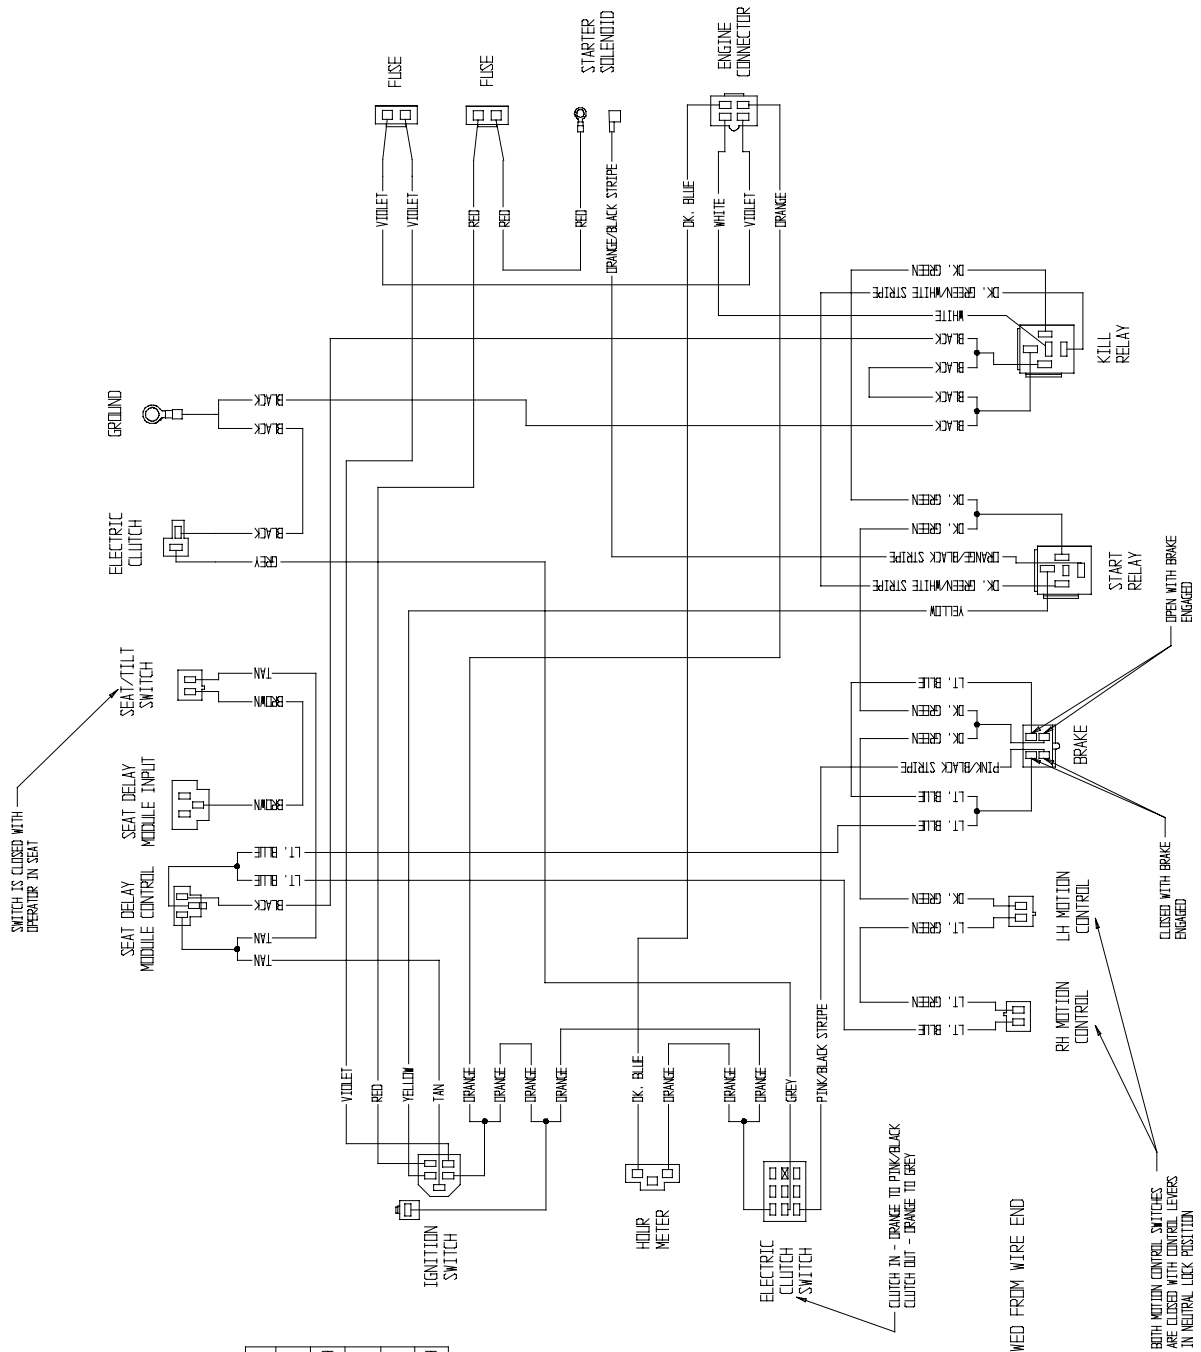 FUSE
FUSE
STARTER
SOLENOID
ENGINE
CONNECTOR
VIOLET
VIOLET
RED
RED
RED
ORANGE/BLACK STRIPE
DK. BLUE
WHITE
VIOLET
ORANGE
DK. GREEN
DK. GREEN/WHITE STRIPE
WHITE
BLACK
BLACK
BLACK
BLACK
KILL
RELAY
GROUND
BLACK
BLACK
ELECTRIC
CLUTCH
BLACK
GREY
DK. GREEN
DK. GREEN
ORANGE/BLACK STRIPE
DK. GREEN/WHITE STRIPE
YELLOW
START
RELAY
OPEN WITH BRAKE
ENGAGED
SEAT/TILT
SWITCH
TAN
BROWN
SWITCH IS CLOSED WITH
OPERATOR IN SEAT
SEAT DELAY
MODULE INPUT
BROWN
LT. BLUE
DK. GREEN
DK. GREEN
PINK/BLACK STRIPE
LT. BLUE
LT. BLUE
BRAKE
CLOSED WITH BRAKE
ENGAGED
SEAT DELAY
MODULE CONTROL
LT. BLUE
LT. BLUE
BLACK
TAN
TAN
DK. GREEN
LT. GREEN
LH MOTION
CONTROL
LT. GREEN
LT. BLUE
RH MOTION
CONTROL
VIOLET
RED
YELLOW
TAN
ORANGE
ORANGE
ORANGE
ORANGE
DK. BLUE
ORANGE
ORANGE
ORANGE
GREY
PINK/BLACK STRIPE
IGNITION
SWITCH
HOUR
METER
ELECTRIC
CLUTCH
SWITCH
CLUTCH IN - ORANGE TO PINK/BLACK
CLUTCH OUT - ORANGE TO GREY
WED FROM WIRE END
BOTH MOTION CONTROL SWITCHES
ARE CLOSED WITH CONTROL LEVERS
IN NEUTRAL LOCK POSITION